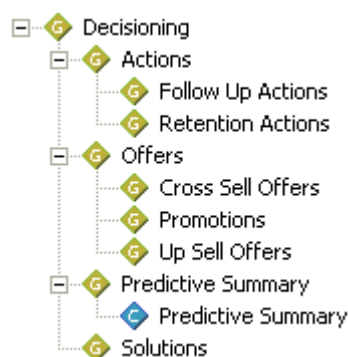 G Decisioning
G Actions
G Follow Up Actions
G Retention Actions
G Offers
G Cross Sell Offers
G Promotions
G Up Sell Offers
G Predictive Summary
C Predictive Summary
G Solutions